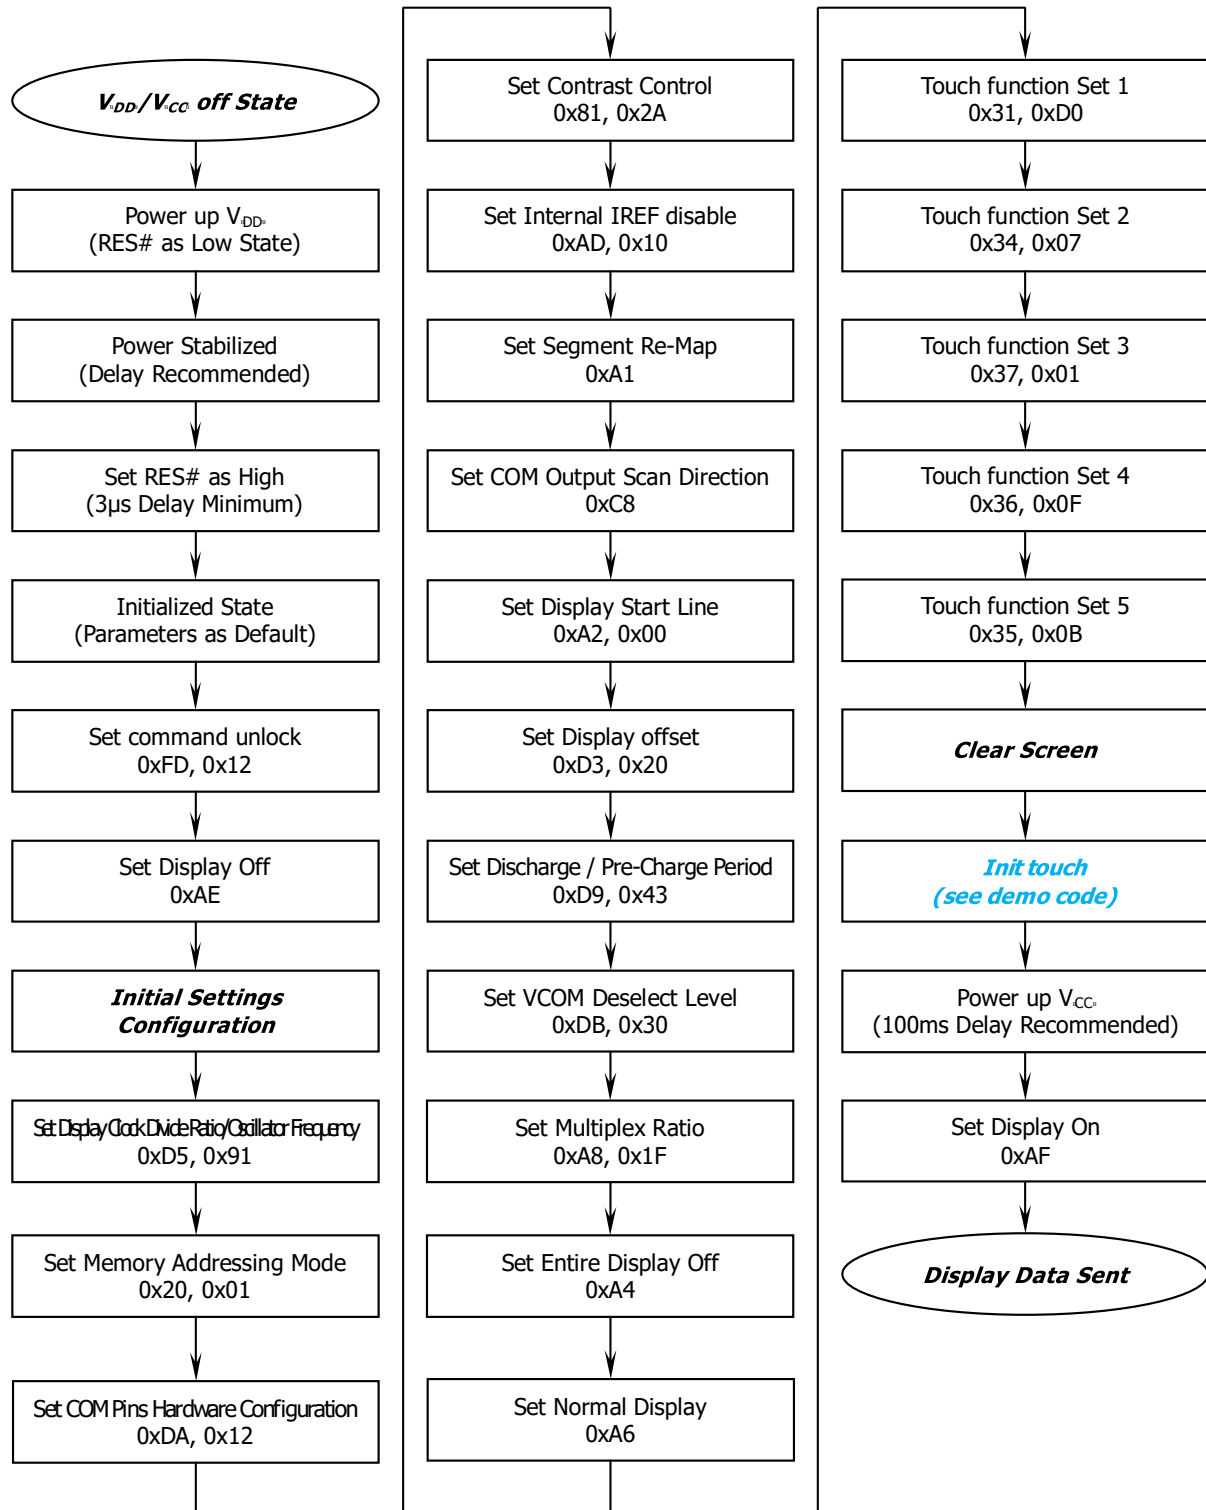 VDD/VCC off State
Power up VDD
(RES# as Low State)
Power Stabilized
(Delay Recommended)
Set RES# as High
(3μs Delay Minimum)
Initialized State
(Parameters as Default)
Set command unlock
0xFD, 0x12
Set Display Off
0xAE
Initial Settings
Configuration
Set Display Clock Divide Ratio/Oscillator Frequency
0xD5, 0x91
Set Memory Addressing Mode
0x20, 0x01
Set COM Pins Hardware Configuration
0xDA, 0x12
Set Contrast Control
0x81, 0x2A
Set Internal IREF disable
0xAD, 0x10
Set Segment Re-Map
0xA1
Set COM Output Scan Direction
0xC8
Set Display Start Line
0xA2, 0x00
Set Display offset
0xD3, 0x20
Set Discharge / Pre-Charge Period
0xD9, 0x43
Set VCOM Deselect Level
0xDB, 0x30
Set Multiplex Ratio
0xA8, 0x1F
Set Entire Display Off
0xA4
Set Normal Display
0xA6
Touch function Set 1
0x31, 0xD0
Touch function Set 2
0x34, 0x07
Touch function Set 3
0x37, 0x01
Touch function Set 4
0x36, 0x0F
Touch function Set 5
0x35, 0x0B
Clear Screen
Init touch
(see demo code)
Power up VCC
(100ms Delay Recommended)
Set Display On
0xAF
Display Data Sent